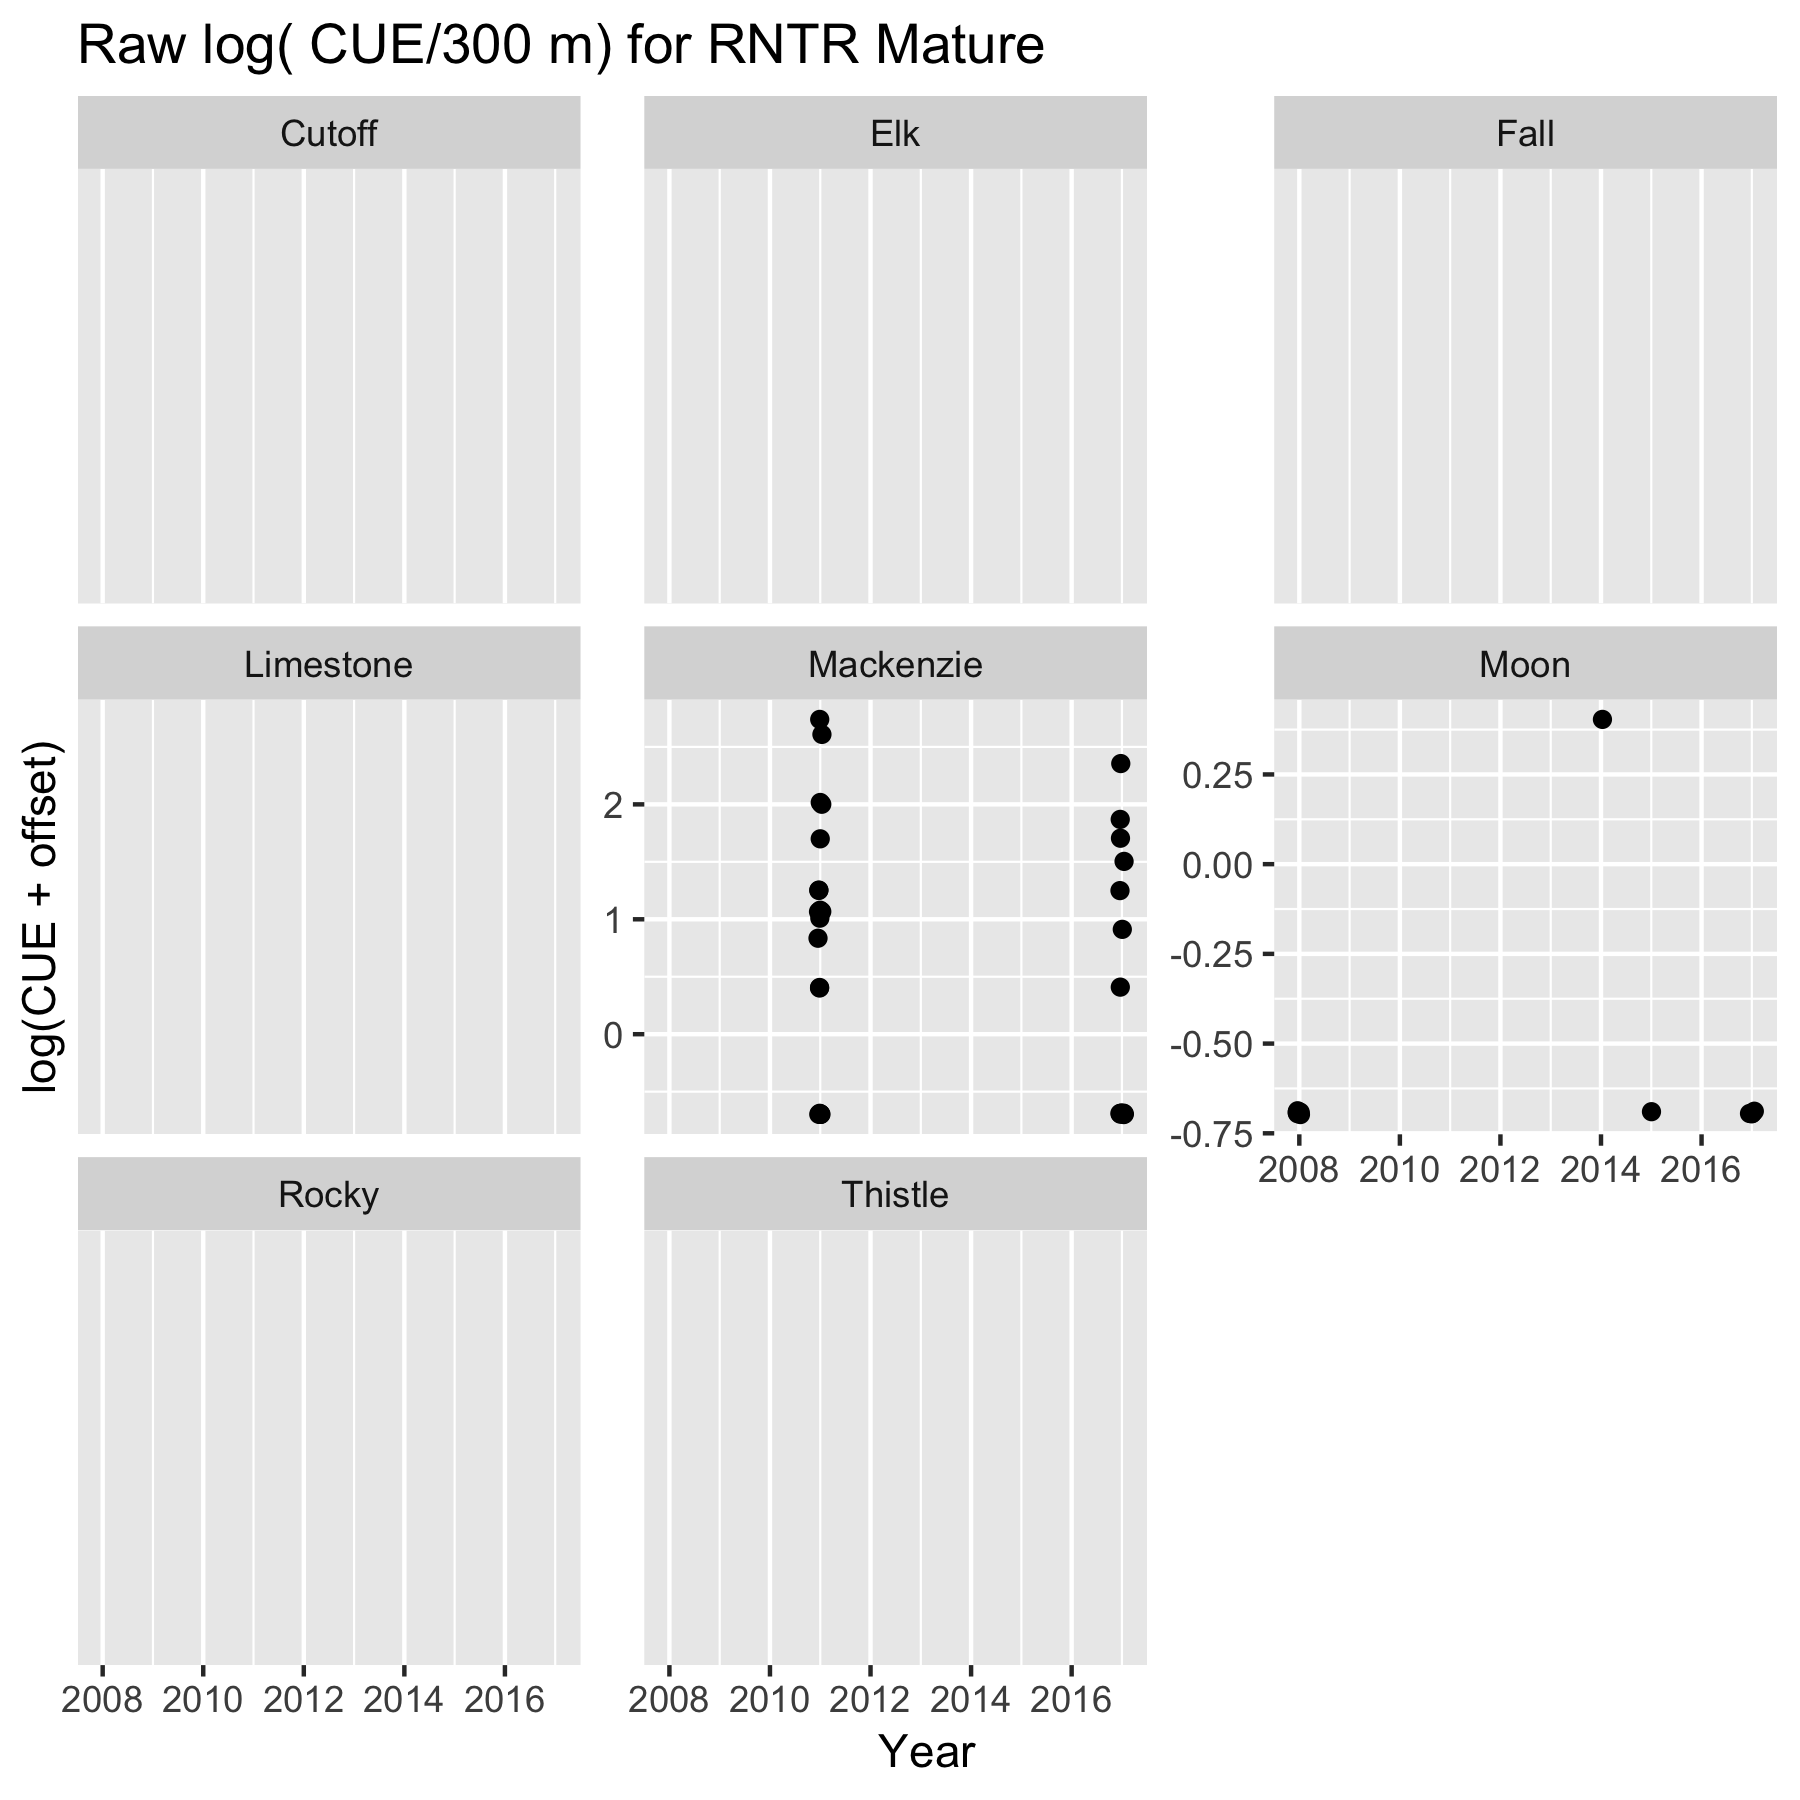 Raw log( CUE/300 m) for RNTR Mature
Cutoff
Elk
Fall
Limestone
Mackenzie
Moon
log(CUE + offset)
2
1
0
0.25
0.00
-0.25
-0.50
-0.75
2008 2010 2012 2014 2016
Rocky
Thistle
2008 2010 2012 2014 2016
2008 2010 2012 2014 2016
Year